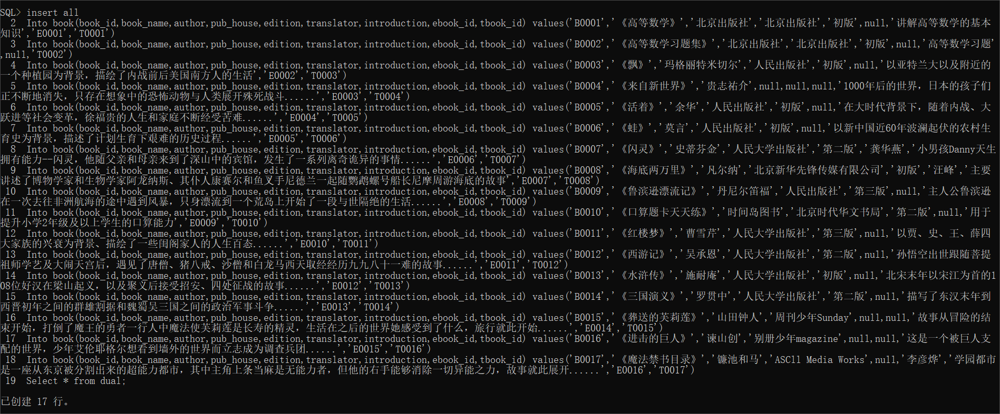 SQL> insert all
  2  Into book(book_id,book_name,author,pub_house,edition,translator,introduction,ebook_id,tbook_id) values('B0001','《高等数学》','北京出版社','北京出版社','初版',null,'讲解高等数学的基本
知识','E0001','T0001')
  3  Into book(book_id,book_name,author,pub_house,edition,translator,introduction,ebook_id,tbook_id) values('B0002','《高等数学习题集》','北京出版社','北京出版社','初版',null,'高等数学习题'
,null,'T0002')
  4  Into book(book_id,book_name,author,pub_house,edition,translator,introduction,ebook_id,tbook_id) values('B0003','《飘》','玛格丽特米切尔','人民出版社','初版',null,'以亚特兰大以及附近的
一个种植园为背景，描绘了内战前后美国南方人的生活','E0002','T0003')
  5  Into book(book_id,book_name,author,pub_house,edition,translator,introduction,ebook_id,tbook_id) values('B0004','《来自新世界》','贵志祐介',null,null,null,'1000年后的世界，日本的孩子们
正不断地消失，只存在想象中的恐怖动物与人类展开殊死战斗......','E0003','T0004')
  6  Into book(book_id,book_name,author,pub_house,edition,translator,introduction,ebook_id,tbook_id) values('B0005','《活着》','余华','人民出版社','初版',null,'在大时代背景下，随着内战、大
跃进等社会变革，徐福贵的人生和家庭不断经受苦难......','E0004','T0005')
  7  Into book(book_id,book_name,author,pub_house,edition,translator,introduction,ebook_id,tbook_id) values('B0006','《蛙》','莫言','人民出版社','初版',null,'以新中国近60年波澜起伏的农村生
育史为背景，描述了计划生育下艰难的历史过程......','E0005','T0006')
  8  Into book(book_id,book_name,author,pub_house,edition,translator,introduction,ebook_id,tbook_id) values('B0007','《闪灵》','史蒂芬金','人民大学出版社','第二版','龚华燕','小男孩Danny天生
拥有能力--闪灵，他随父亲和母亲来到了深山中的宾馆，发生了一系列离奇诡异的事情......','E0006','T0007')
  9  Into book(book_id,book_name,author,pub_house,edition,translator,introduction,ebook_id,tbook_id) values('B0008','《海底两万里》','凡尔纳','北京新华先锋传媒有限公司','初版','汪峰','主要
讲述了博物学家和生物学家阿龙纳斯、其仆人康赛尔和鱼叉手尼德兰一起随鹦鹉螺号船长尼摩周游海底的故事','E0007','T0008')
 10  Into book(book_id,book_name,author,pub_house,edition,translator,introduction,ebook_id,tbook_id) values('B0009','《鲁滨逊漂流记》','丹尼尔笛福','人民出版社','第三版',null,'主人公鲁滨逊
在一次去往非洲航海的途中遇到风暴，只身漂流到一个荒岛上开始了一段与世隔绝的生活......','E0008','T0009')
 11  Into book(book_id,book_name,author,pub_house,edition,translator,introduction,ebook_id,tbook_id) values('B0010','《口算题卡天天练》','时间岛图书','北京时代华文书局','第二版',null,'用于
提升小学2年级及以上学生的口算能力','E0009','T0010')
 12  Into book(book_id,book_name,author,pub_house,edition,translator,introduction,ebook_id,tbook_id) values('B0011','《红楼梦》','曹雪芹','人民大学出版社','第三版',null,'以贾、史、王、薛四
大家族的兴衰为背景、描绘了一些闺阁家人的人生百态......','E0010','T0011')
 13  Into book(book_id,book_name,author,pub_house,edition,translator,introduction,ebook_id,tbook_id) values('B0012','《西游记》','吴承恩','人民大学出版社','第二版',null,'孙悟空出世跟随菩提
祖师学艺及大闹天宫后，遇见了唐僧、猪八戒、沙僧和白龙马西天取经经历九九八十一难的故事......','E0011','T0012')
 14  Into book(book_id,book_name,author,pub_house,edition,translator,introduction,ebook_id,tbook_id) values('B0013','《水浒传》','施耐庵','人民大学出版社','初版',null,'北宋末年以宋江为首的1
08位好汉在梁山起义，以及聚义后接受招安、四处征战的故事......','E0012','T0013')
 15  Into book(book_id,book_name,author,pub_house,edition,translator,introduction,ebook_id,tbook_id) values('B0014','《三国演义》','罗贯中','人民大学出版社','第二版',null,'描写了东汉末年到
西晋初年之间的群雄割据和魏蜀吴三国之间的政治军事斗争......','E0013','T0014')
 16  Into book(book_id,book_name,author,pub_house,edition,translator,introduction,ebook_id,tbook_id) values('B0015','《葬送的芙莉莲》','山田钟人','周刊少年Sunday',null,null,'故事从冒险的结
束开始，打倒了魔王的勇者一行人中魔法使芙莉莲是长寿的精灵，生活在之后的世界她感受到了什么，旅行就此开始......','E0014','T0015')
 17  Into book(book_id,book_name,author,pub_house,edition,translator,introduction,ebook_id,tbook_id) values('B0016','《进击的巨人》','谏山创','别册少年magazine',null,null,'这是一个被巨人支
配的世界，少年艾伦耶格尔想看到墙外的世界而立志成为调查兵团......','E0015','T0016')
 18  Into book(book_id,book_name,author,pub_house,edition,translator,introduction,ebook_id,tbook_id) values('B0017','《魔法禁书目录》','镰池和马','ASCll Media Works',null,'李彦烨','学园都市
是一座从东京被分割出来的超能力都市，其中主角上条当麻是无能力者，但他的右手能够消除一切异能之力，故事就此展开......','E0016','T0017')
 19  Select * from dual;
已创建 17 行。